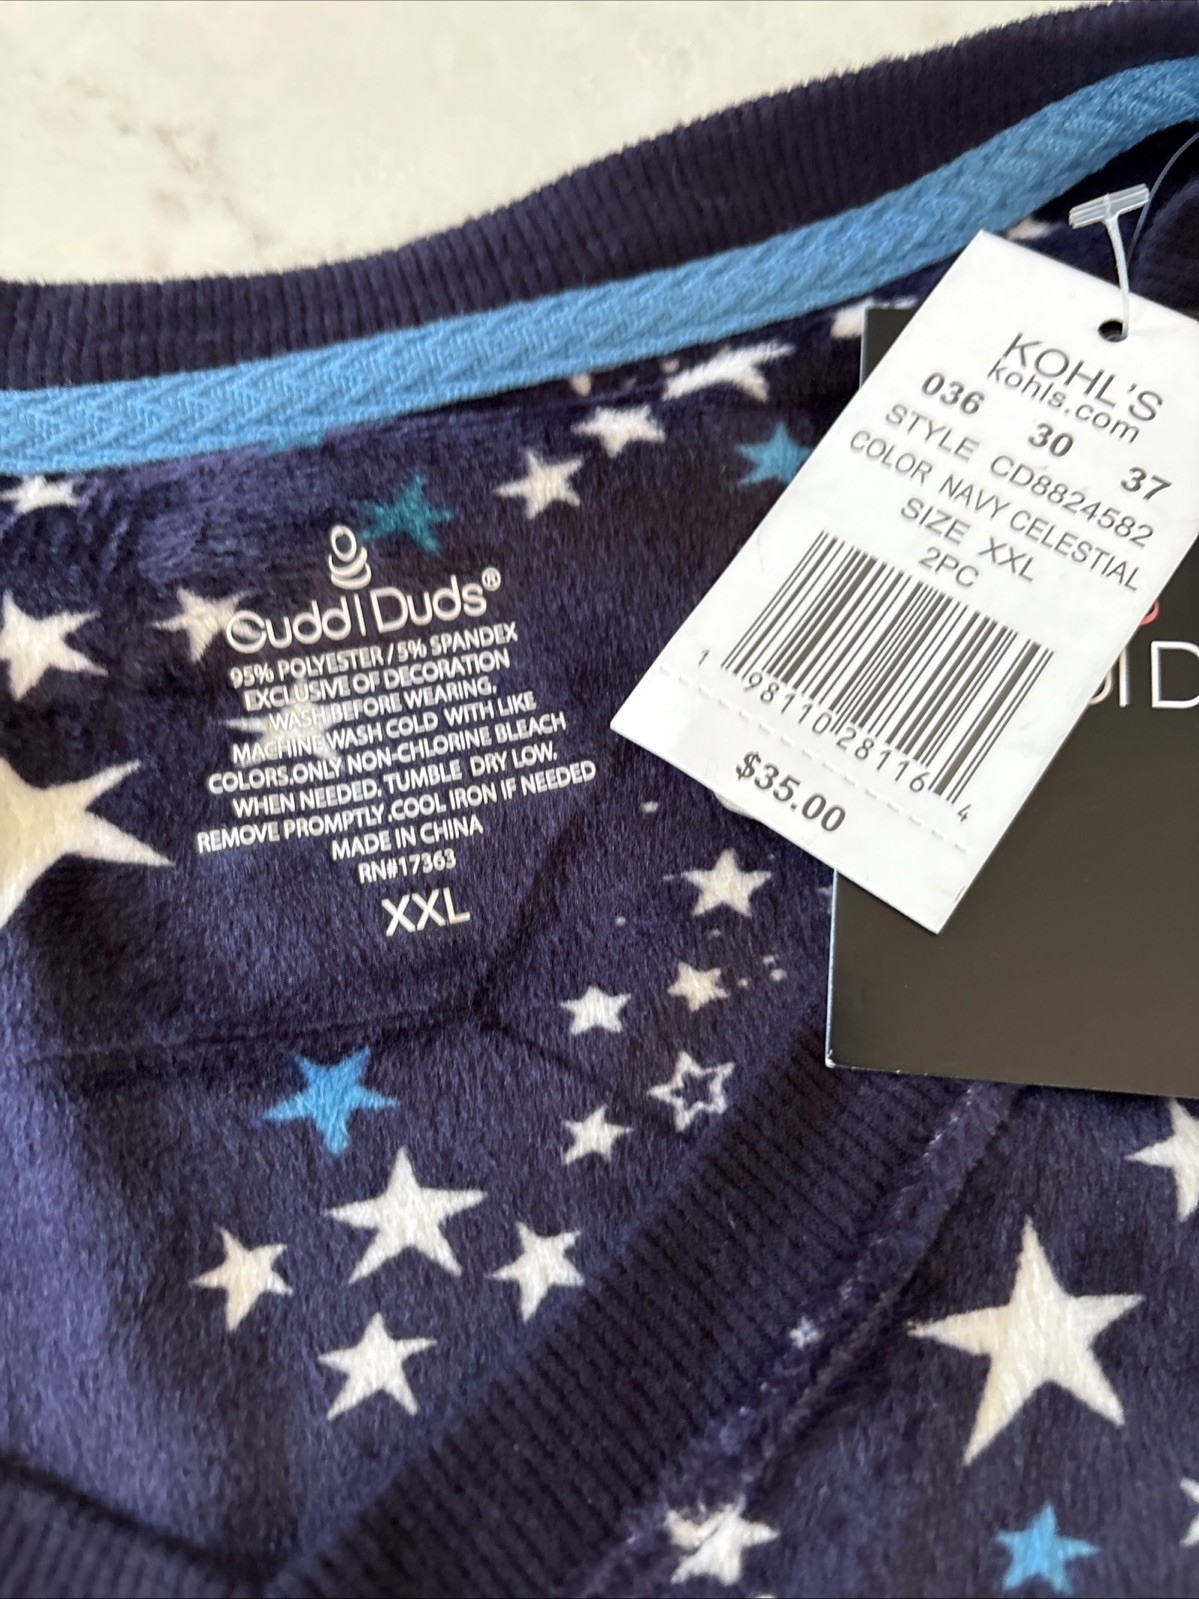 CuddlDuds®
95% POLYESTER / 5% SPANDEX
EXCLUSIVE OF DECORATION
WASH BEFORE WEARING.
MACHINE WASH COLD WITH LIKE
COLORS.ONLY NON-CHLORINE BLEACH
WHEN NEEDED. TUMBLE DRY LOW.
REMOVE PROMPTLY.COOL IRON IF NEEDED
MADE IN CHINA
RN#17363
XXL
KOHL'S
kohls.com
036 30 37
STYLE CD8824582
COLOR NAVY CELESTIAL
SIZE XXL
2PC
1 98110 28116 4
$35.00